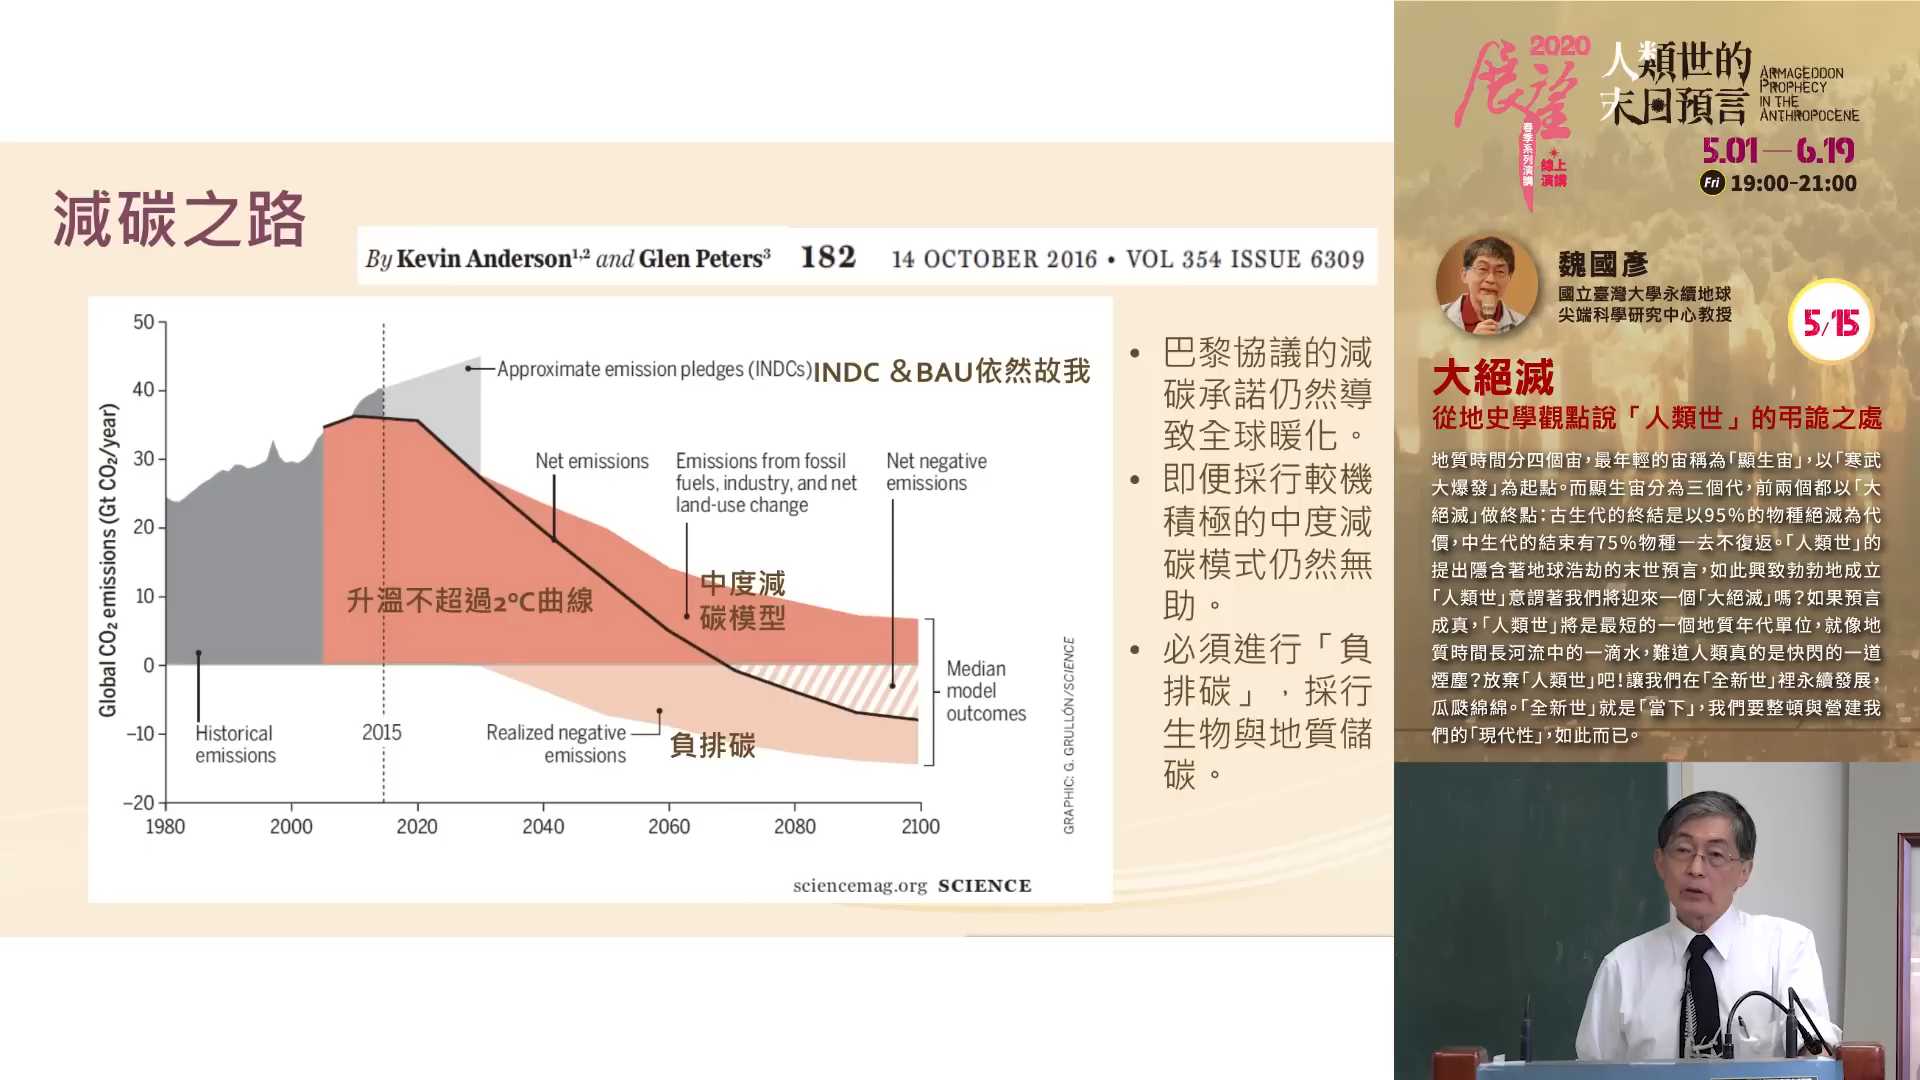 減碳之路
By Kevin Anderson1,2 and Glen Peters3
182
14 OCTOBER 2016 • VOL 354 ISSUE 6309
Global CO2 emissions (Gt CO2/year)
50
40
30
20
10
0
–10
–20
1980
2000
2020
2040
2060
2080
2100
Approximate emission pledges (INDCs)
INDC &BAU依然故我
Net emissions
Emissions from fossil
fuels, industry, and net
land-use change
Net negative
emissions
升溫不超過2°C曲線
中度減
碳模型
Historical
emissions
2015
Realized negative
emissions
負排碳
Median
model
outcomes
GRAPHIC: G. GRULLÓN/SCIENCE
sciencemag.org SCIENCE
• 巴黎協議的減
碳承諾仍然導
致全球暖化。
• 即便採行較機
積極的中度減
碳模式仍然無
助。
• 必須進行「負
排碳」，採行
生物與地質儲
碳。
2020
展望
春季系列演講
線上
演講
人類世的
末日預言
ARMAGEDDON
PROPHECY
IN THE
ANTHROPOCENE
5.01—6.19
Fri 19:00-21:00
魏國彥
國立臺灣大學永續地球
尖端科學研究中心教授
5/15
大絕滅
從地史學觀點說「人類世」的弔詭之處
地質時間分四個宙，最年輕的宙稱為「顯生宙」，以「寒武
大爆發」為起點。而顯生宙分為三個代，前兩個都以「大
絕滅」做終點：古生代的終結是以95%的物種絕滅為代
價，中生代的結束有75%物種一去不復返。「人類世」的
提出隱含著地球浩劫的末世預言，如此興致勃勃地成立
「人類世」意謂著我們將迎來一個「大絕滅」嗎？如果預言
成真，「人類世」將是最短的一個地質年代單位，就像地
質時間長河流中的一滴水，難道人類真的是快閃的一道
煙塵？放棄「人類世」吧！讓我們在「全新世」裡永續發展，
瓜瓞綿綿。「全新世」就是「當下」，我們要整頓與營建我
們的「現代性」，如此而已。